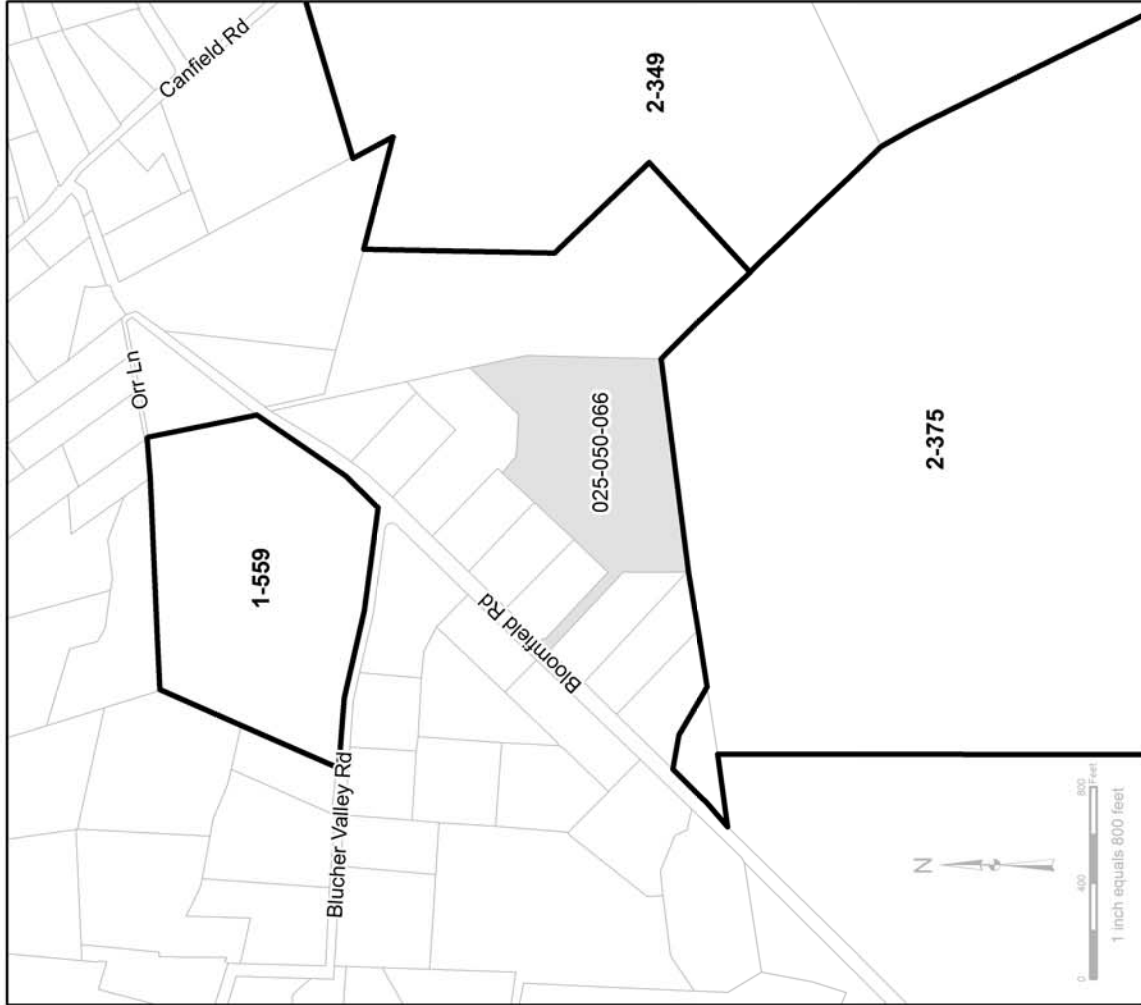 Canfield Rd
2-349
Orr Ln
1-559
025-050-066
2-375
Bloomfield Rd
Blucher Valley Rd
N
0 400 800
Feet
1 inch equals 800 feet